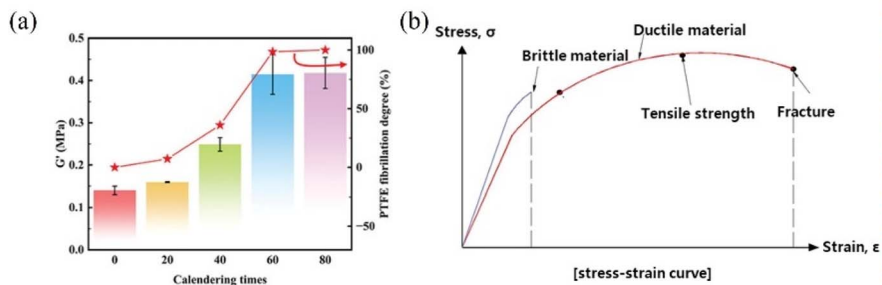 (a)
G' (MPa)
0.5
0.4
0.3
0.2
0.1
0.0
0
20
40
60
80
Calendering times
100
50
0
−50
PTFE fibrillation degree (%)
(b)
Stress, σ
Brittle material
Ductile material
Tensile strength
Fracture
Strain, ε
[stress-strain curve]